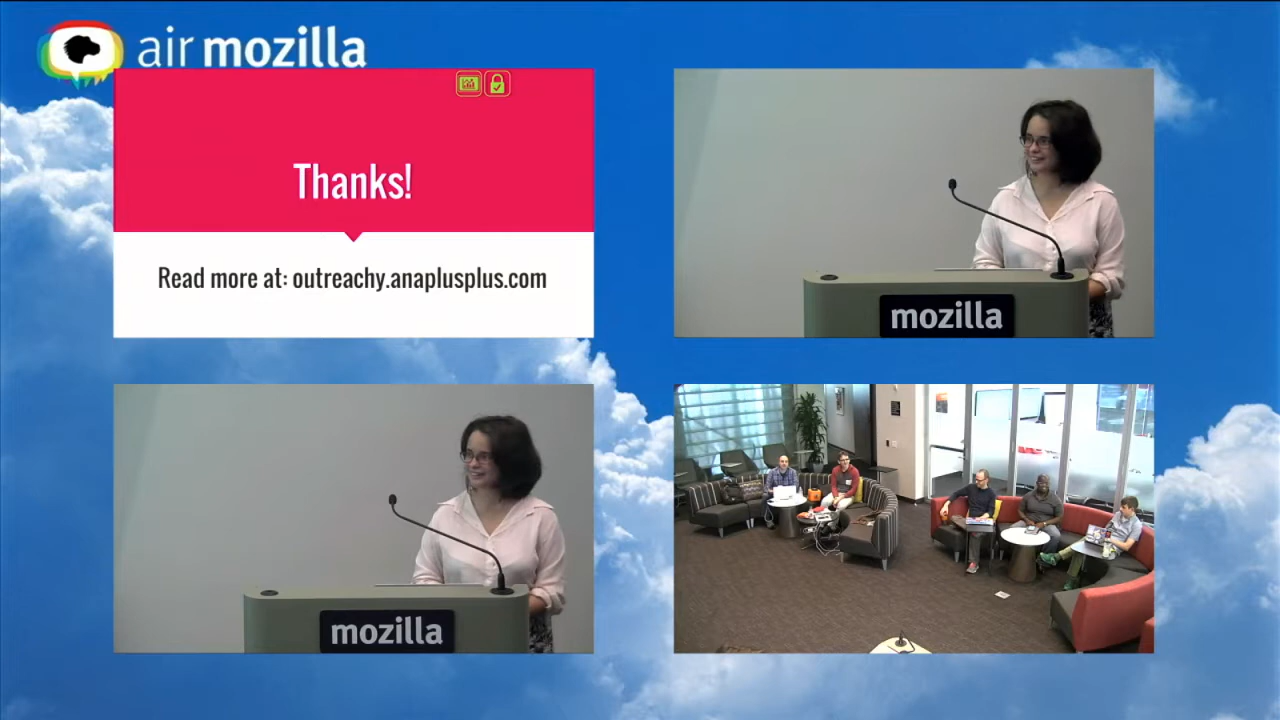 air mozilla
Thanks!
Read more at: outreachy.anaplusplus.com
mozilla
mozilla